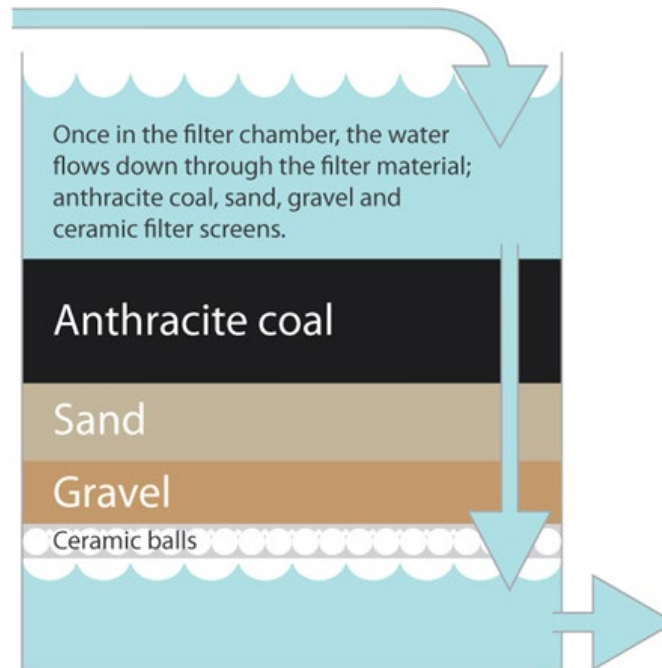 Once in the filter chamber, the water
flows down through the filter material;
anthracite coal, sand, gravel and
ceramic filter screens.
Anthracite coal
Sand
Gravel
Ceramic balls